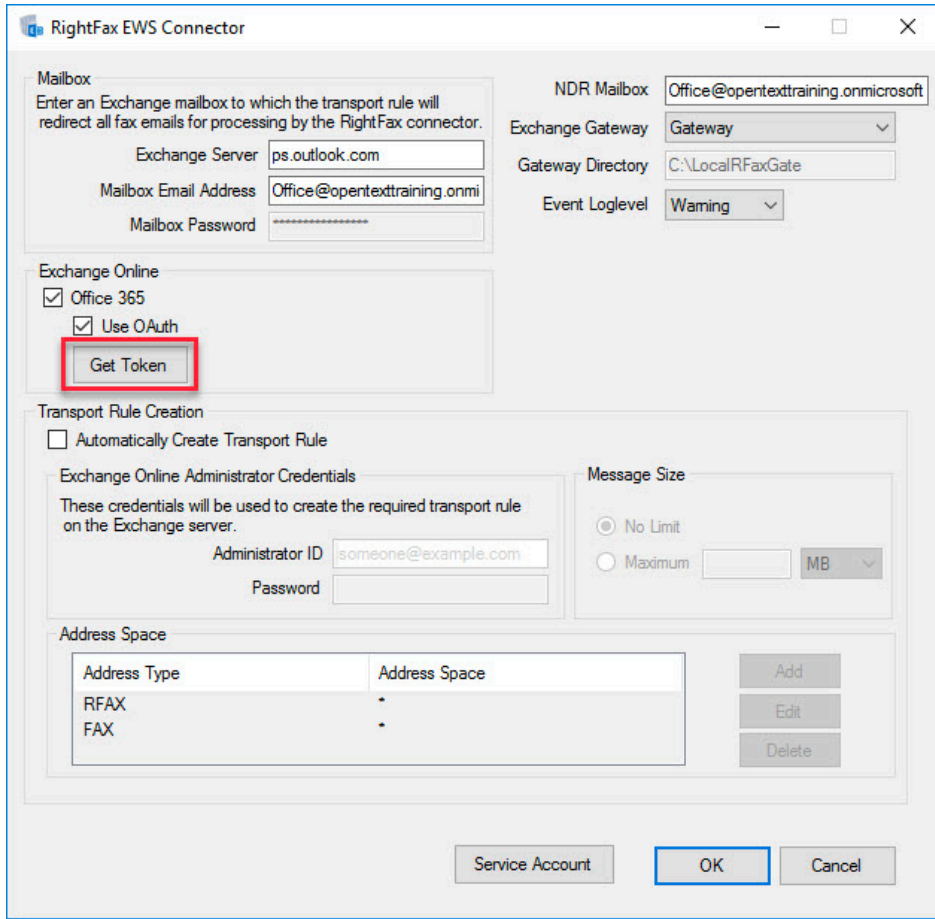 RightFax EWS Connector
Mailbox
Enter an Exchange mailbox to which the transport rule will
redirect all fax emails for processing by the RightFax connector.
Exchange Server ps.outlook.com
Mailbox Email Address Office@opentexttraining.onmi
Mailbox Password ****************
NDR Mailbox Office@opentexttraining.onmicrosoft
Exchange Gateway Gateway
Gateway Directory C:\LocalRFaxGate
Event Loglevel Warning
Exchange Online
Office 365
Use OAuth
Get Token
Transport Rule Creation
Automatically Create Transport Rule
Exchange Online Administrator Credentials
These credentials will be used to create the required transport rule
on the Exchange server.
Administrator ID someone@example.com
Password
Message Size
No Limit
Maximum MB
Address Space
Address Type Address Space
RFAX *
FAX *
Add
Edit
Delete
Service Account OK Cancel